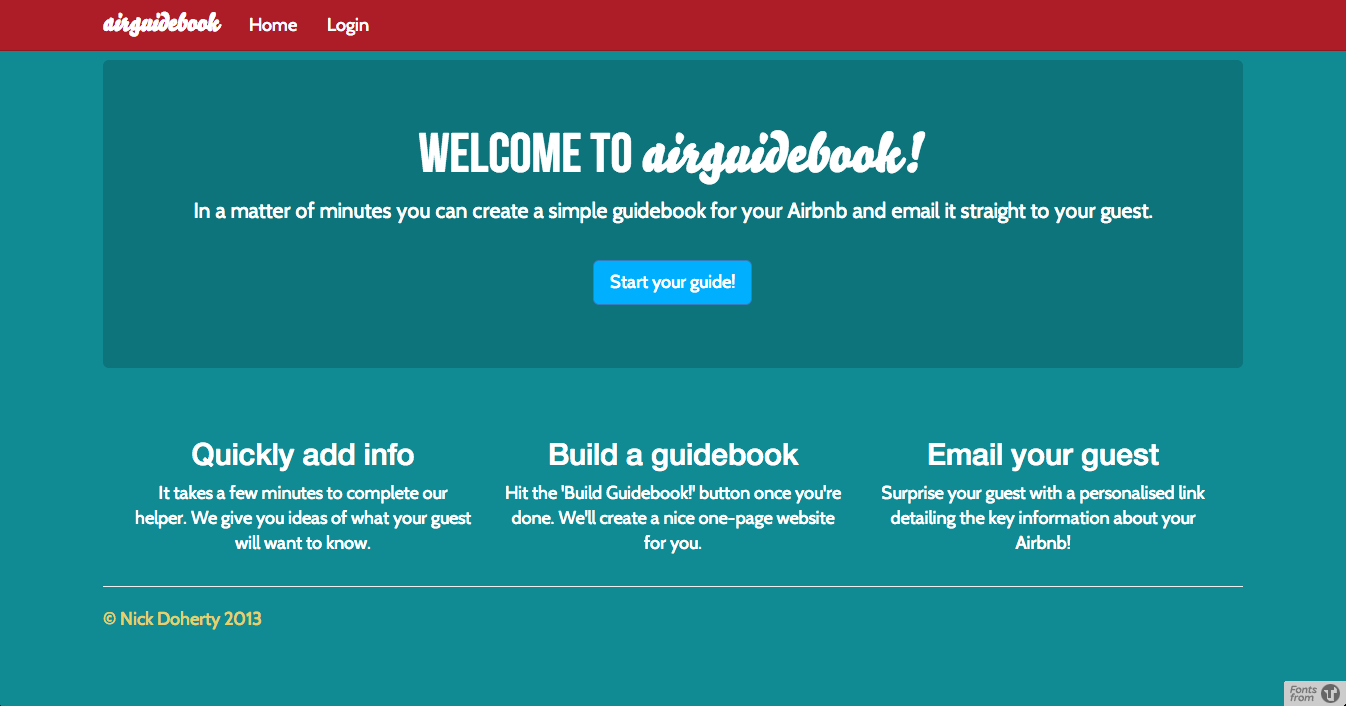 airguidebook Home Login
WELCOME TO airguidebook!
In a matter of minutes you can create a simple guidebook for your Airbnb and email it straight to your guest.
Start your guide!
Quickly add info
It takes a few minutes to complete our
helper. We give you ideas of what your guest
will want to know.
Build a guidebook
Hit the 'Build Guidebook!' button once you're
done. We'll create a nice one-page website
for you.
Email your guest
Surprise your guest with a personalised link
detailing the key information about your
Airbnb!
© Nick Doherty 2013
Fonts
from